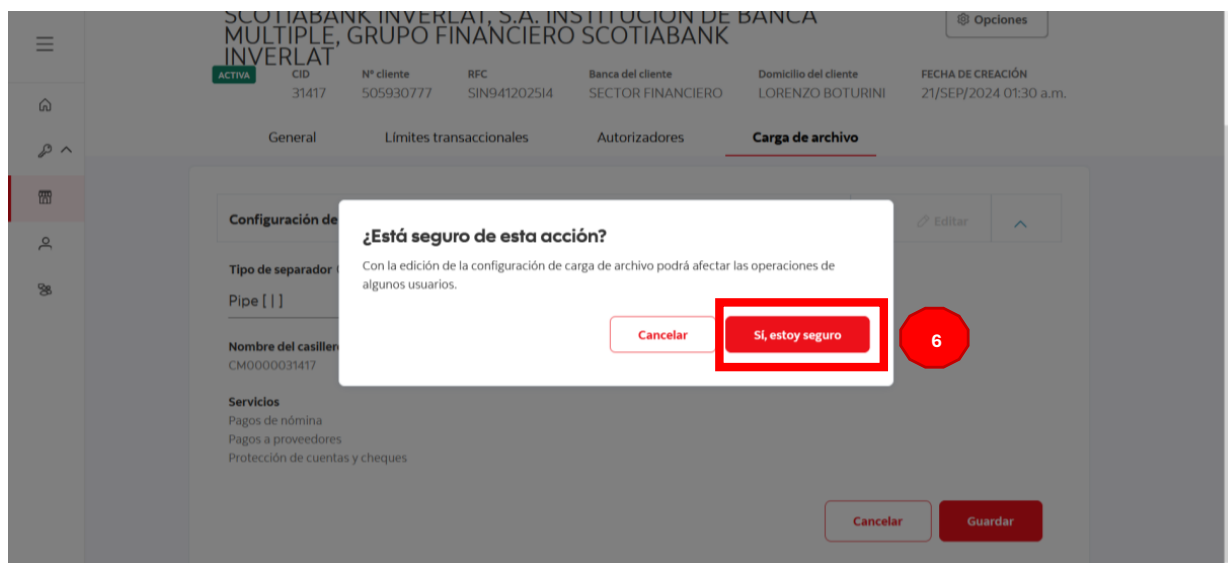 SCOTIABANK INVERLAT, S.A. INSTITUCION DE BANCA
MULTIPLE, GRUPO FINANCIERO SCOTIABANK
INVERLAT
Opciones
ACTIVA
CID
Nº cliente
RFC
Banca del cliente
Domicilio del cliente
FECHA DE CREACIÓN
31417
505930777
SIN941202514
SECTOR FINANCIERO
LORENZO BOTURINI
21/SEP/2024 01:30 a.m.
General
Límites transaccionales
Autorizadores
Carga de archivo
Configuración de
Editar
¿Está seguro de esta acción?
Con la edición de la configuración de carga de archivo podrá afectar las operaciones de
algunos usuarios.
Cancelar
Sí, estoy seguro
6
Tipo de separador
Pipe [ | ]
Nombre del casiller
CM0000031417
Servicios
Pagos de nómina
Pagos a proveedores
Protección de cuentas y cheques
Cancelar
Guardar